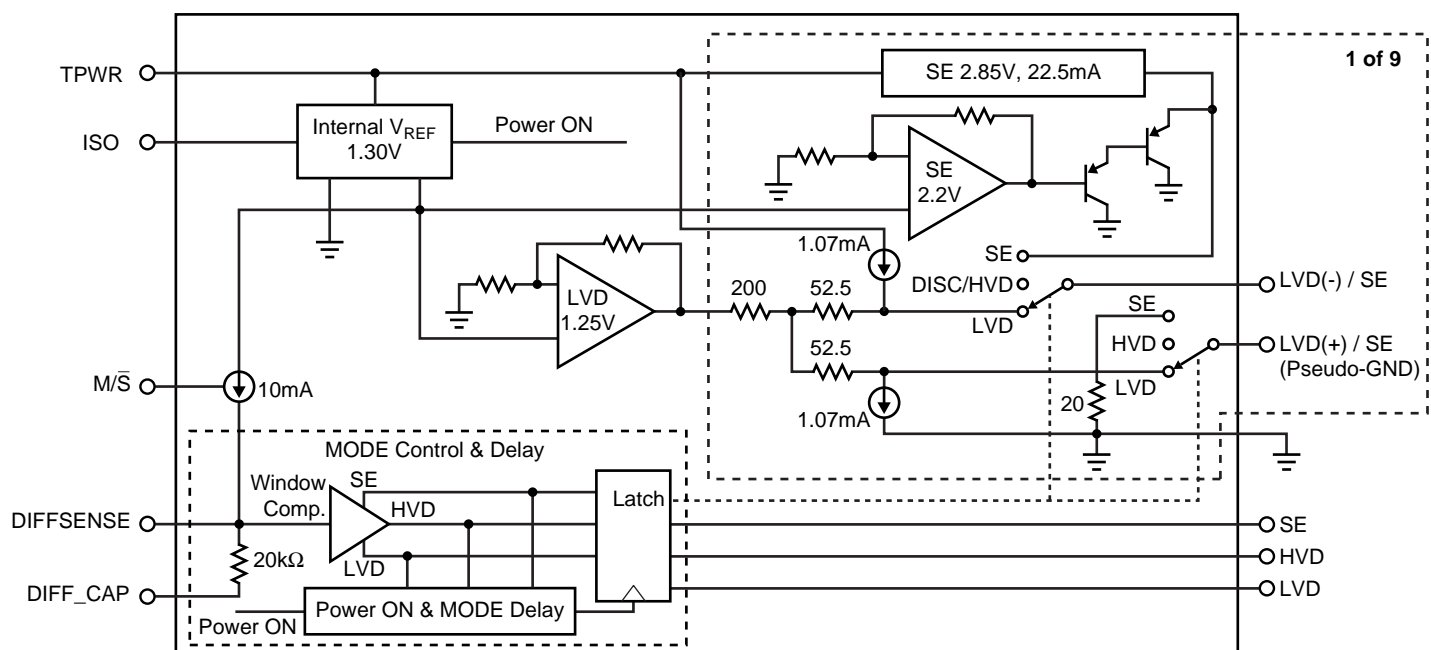 1 of 9
TPWR
SE 2.85V, 22.5mA
ISO
Internal VREF
1.30V
Power ON
SE
2.2V
1.07mA
SE
DISC/HVD
LVD
LVD(-) / SE
LVD
1.25V
200
52.5
52.5
SE
HVD
LVD
LVD(+) / SE
(Pseudo-GND)
1.07mA
20
M/S̅
10mA
MODE Control & Delay
Window
Comp.
SE
HVD
LVD
Latch
DIFFSENSE
20kΩ
DIFF_CAP
Power ON
Power ON & MODE Delay
SE
HVD
LVD